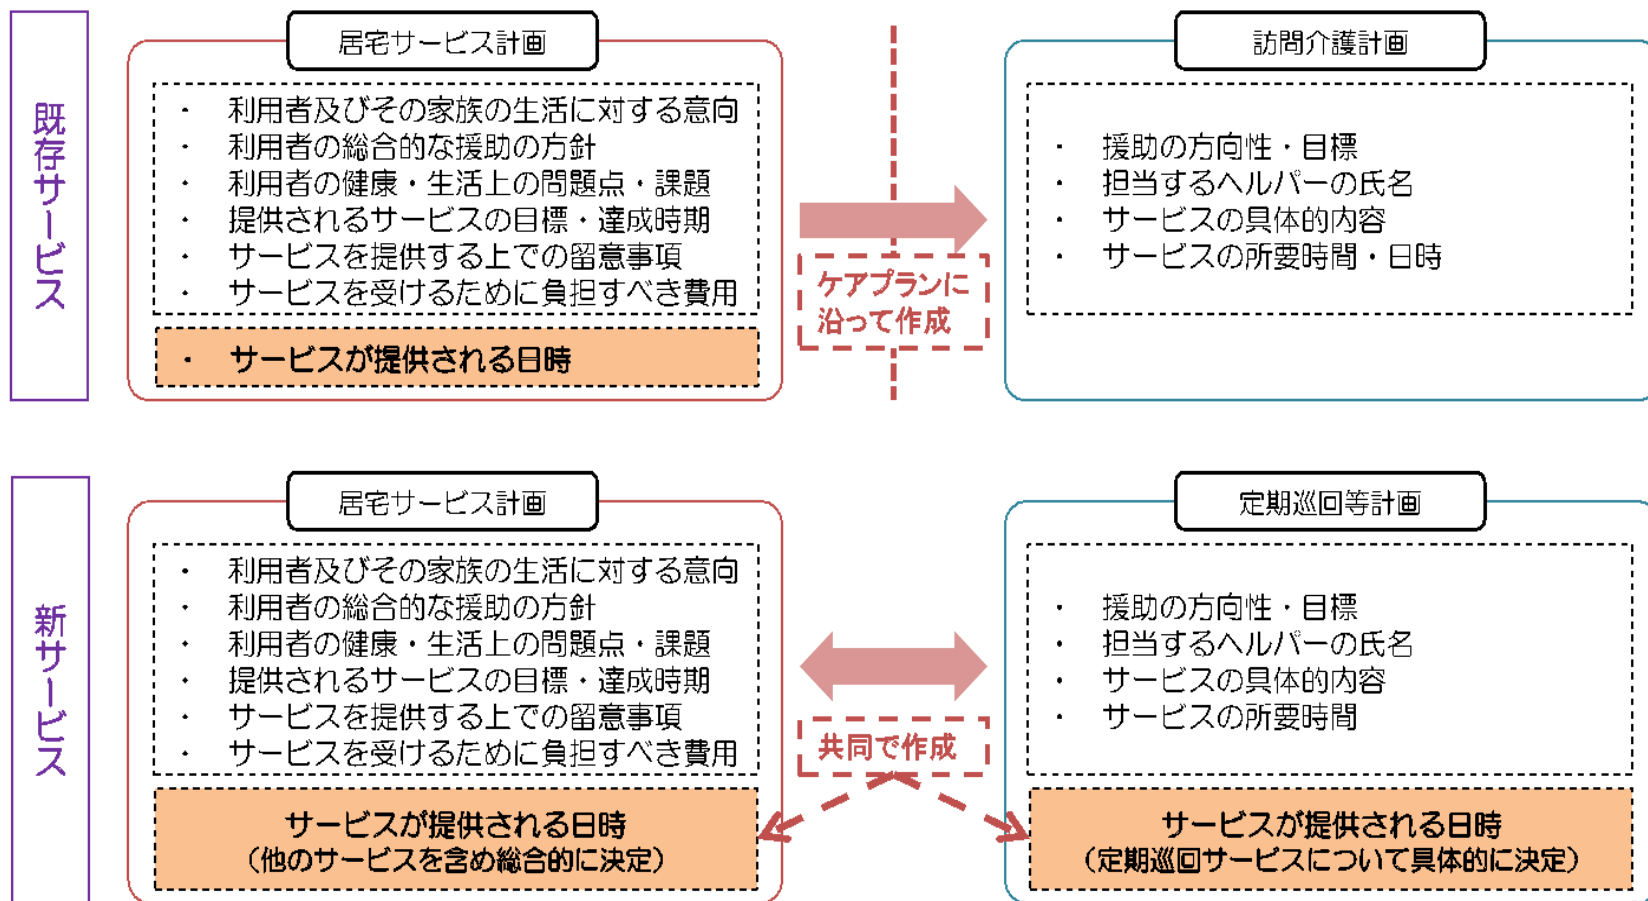 既存サービス
居宅サービス計画
・ 利用者及びその家族の生活に対する意向
・ 利用者の総合的な援助の方針
・ 利用者の健康・生活上の問題点・課題
・ 提供されるサービスの目標・達成時期
・ サービスを提供する上での留意事項
・ サービスを受けるために負担すべき費用
・ サービスが提供される日時
ケアプランに
沿って作成
訪問介護計画
・ 援助の方向性・目標
・ 担当するヘルパーの氏名
・ サービスの具体的内容
・ サービスの所要時間・日時
新サービス
居宅サービス計画
・ 利用者及びその家族の生活に対する意向
・ 利用者の総合的な援助の方針
・ 利用者の健康・生活上の問題点・課題
・ 提供されるサービスの目標・達成時期
・ サービスを提供する上での留意事項
・ サービスを受けるために負担すべき費用
サービスが提供される日時
（他のサービスを含め総合的に決定）
共同で作成
定期巡回等計画
・ 援助の方向性・目標
・ 担当するヘルパーの氏名
・ サービスの具体的内容
・ サービスの所要時間
サービスが提供される日時
（定期巡回サービスについて具体的に決定）